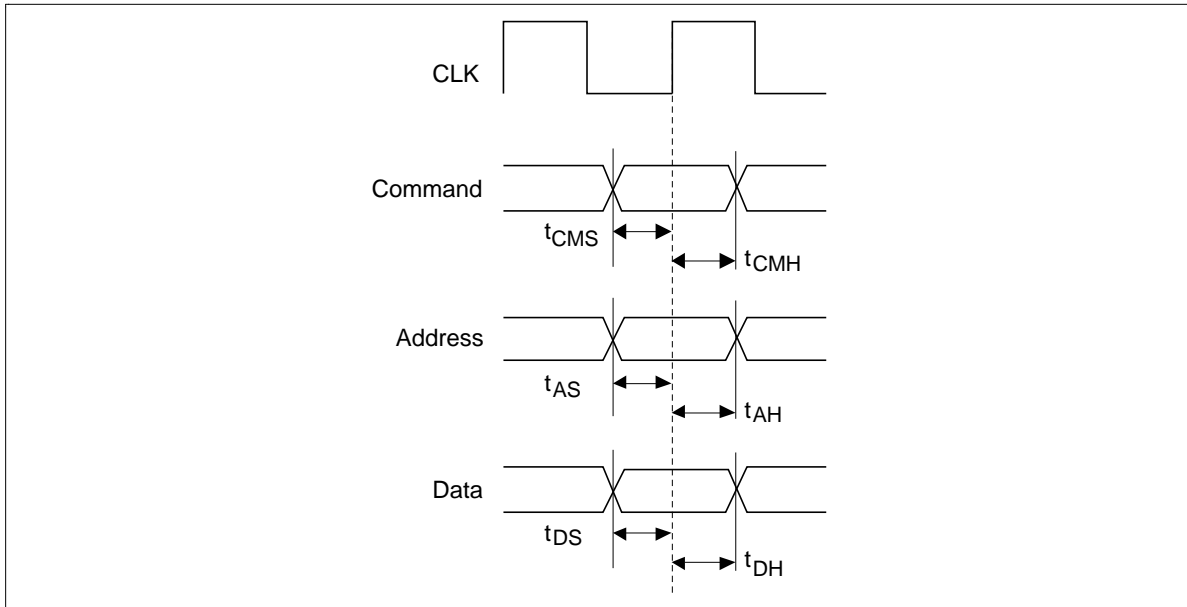 CLK
Command
tCMS
tCMH
Address
tAS
tAH
Data
tDS
tDH